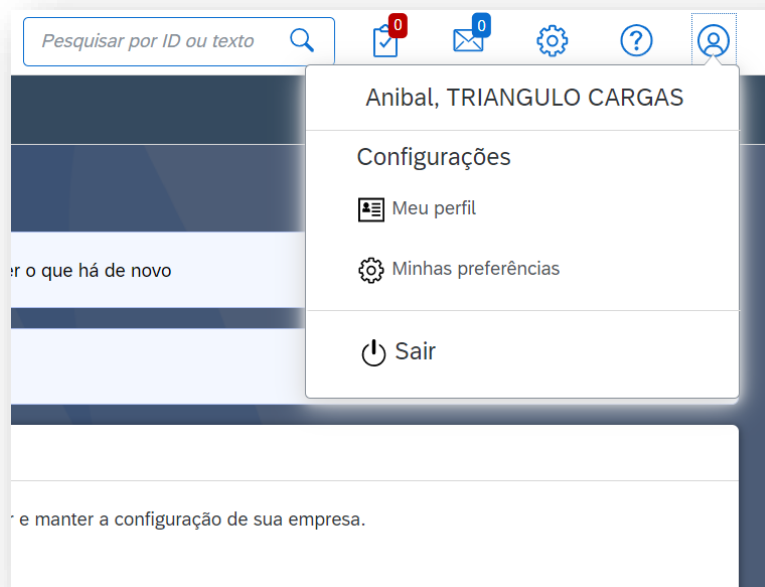 Pesquisar por ID ou texto
0
0
Anibal, TRIANGULO CARGAS
Configurações
Meu perfil
Minhas preferências
Sair
er o que há de novo
e manter a configuração de sua empresa.